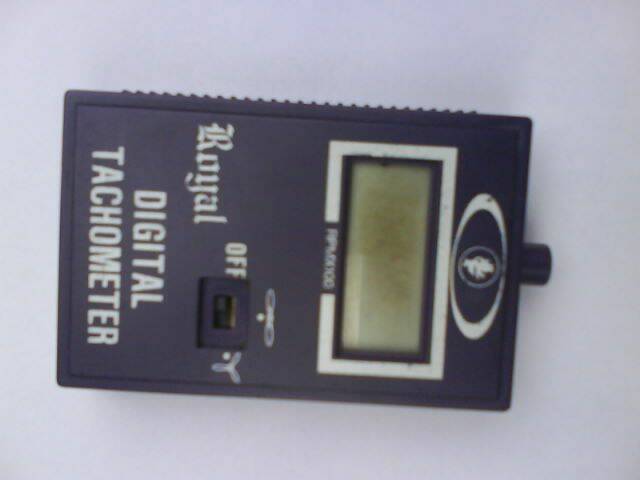 RPMX100
OFF
Royal
DIGITAL
TACHOMETER